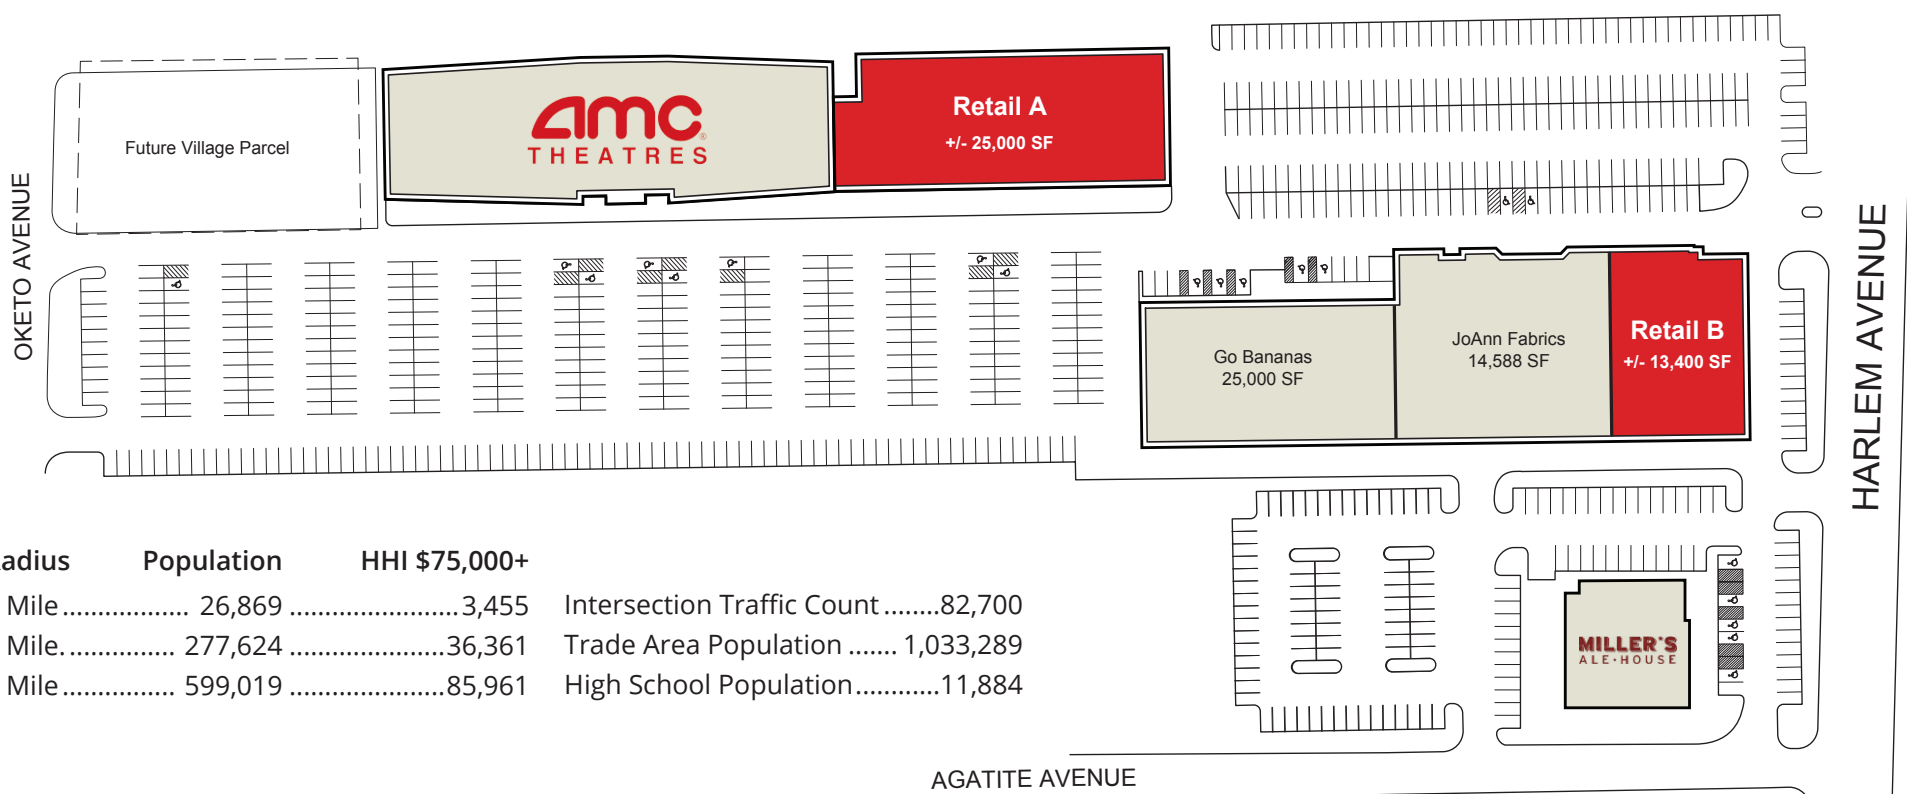 Future Village Parcel
amc
THEATRES
Retail A
+/- 25,000 SF
OKETO AVENUE
HARLEM AVENUE
Go Bananas
25,000 SF
JoAnn Fabrics
14,588 SF
Retail B
+/- 13,400 SF
adius Population HHI $75,000+
Mile.................. 26,869 ........................3,455
Mile.................. 277,624 .......................36,361
Mile.................. 599,019 ......................85,961
Intersection Traffic Count ........82,700
Trade Area Population ....... 1,033,289
High School Population............11,884
MILLER'S
ALE•HOUSE
AGATITE AVENUE